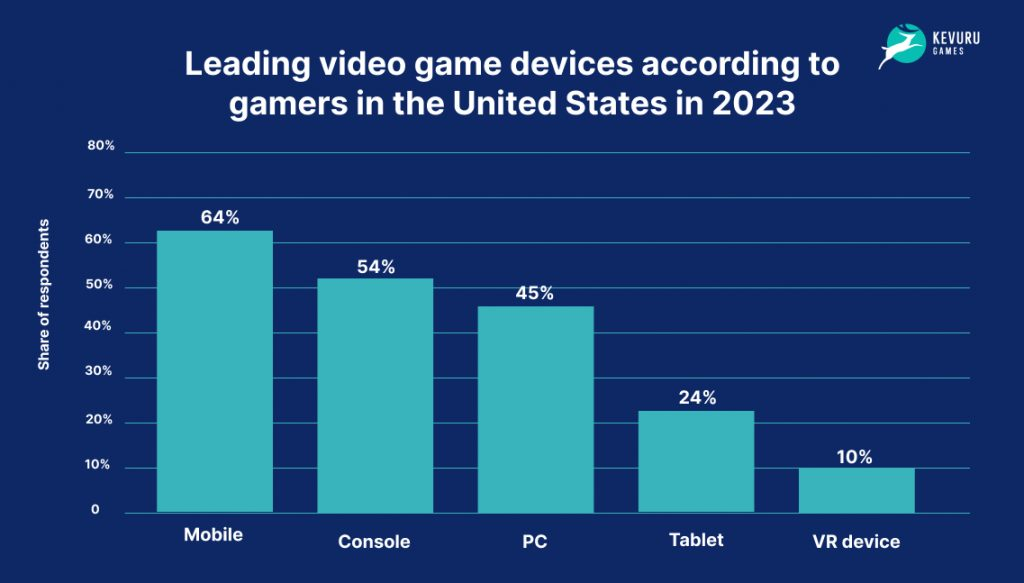 KEVURU
GAMES
Leading video game devices according to
gamers in the United States in 2023
Share of respondents
80%
70%
60%
50%
40%
30%
20%
10%
0
64%
54%
45%
24%
10%
Mobile
Console
PC
Tablet
VR device